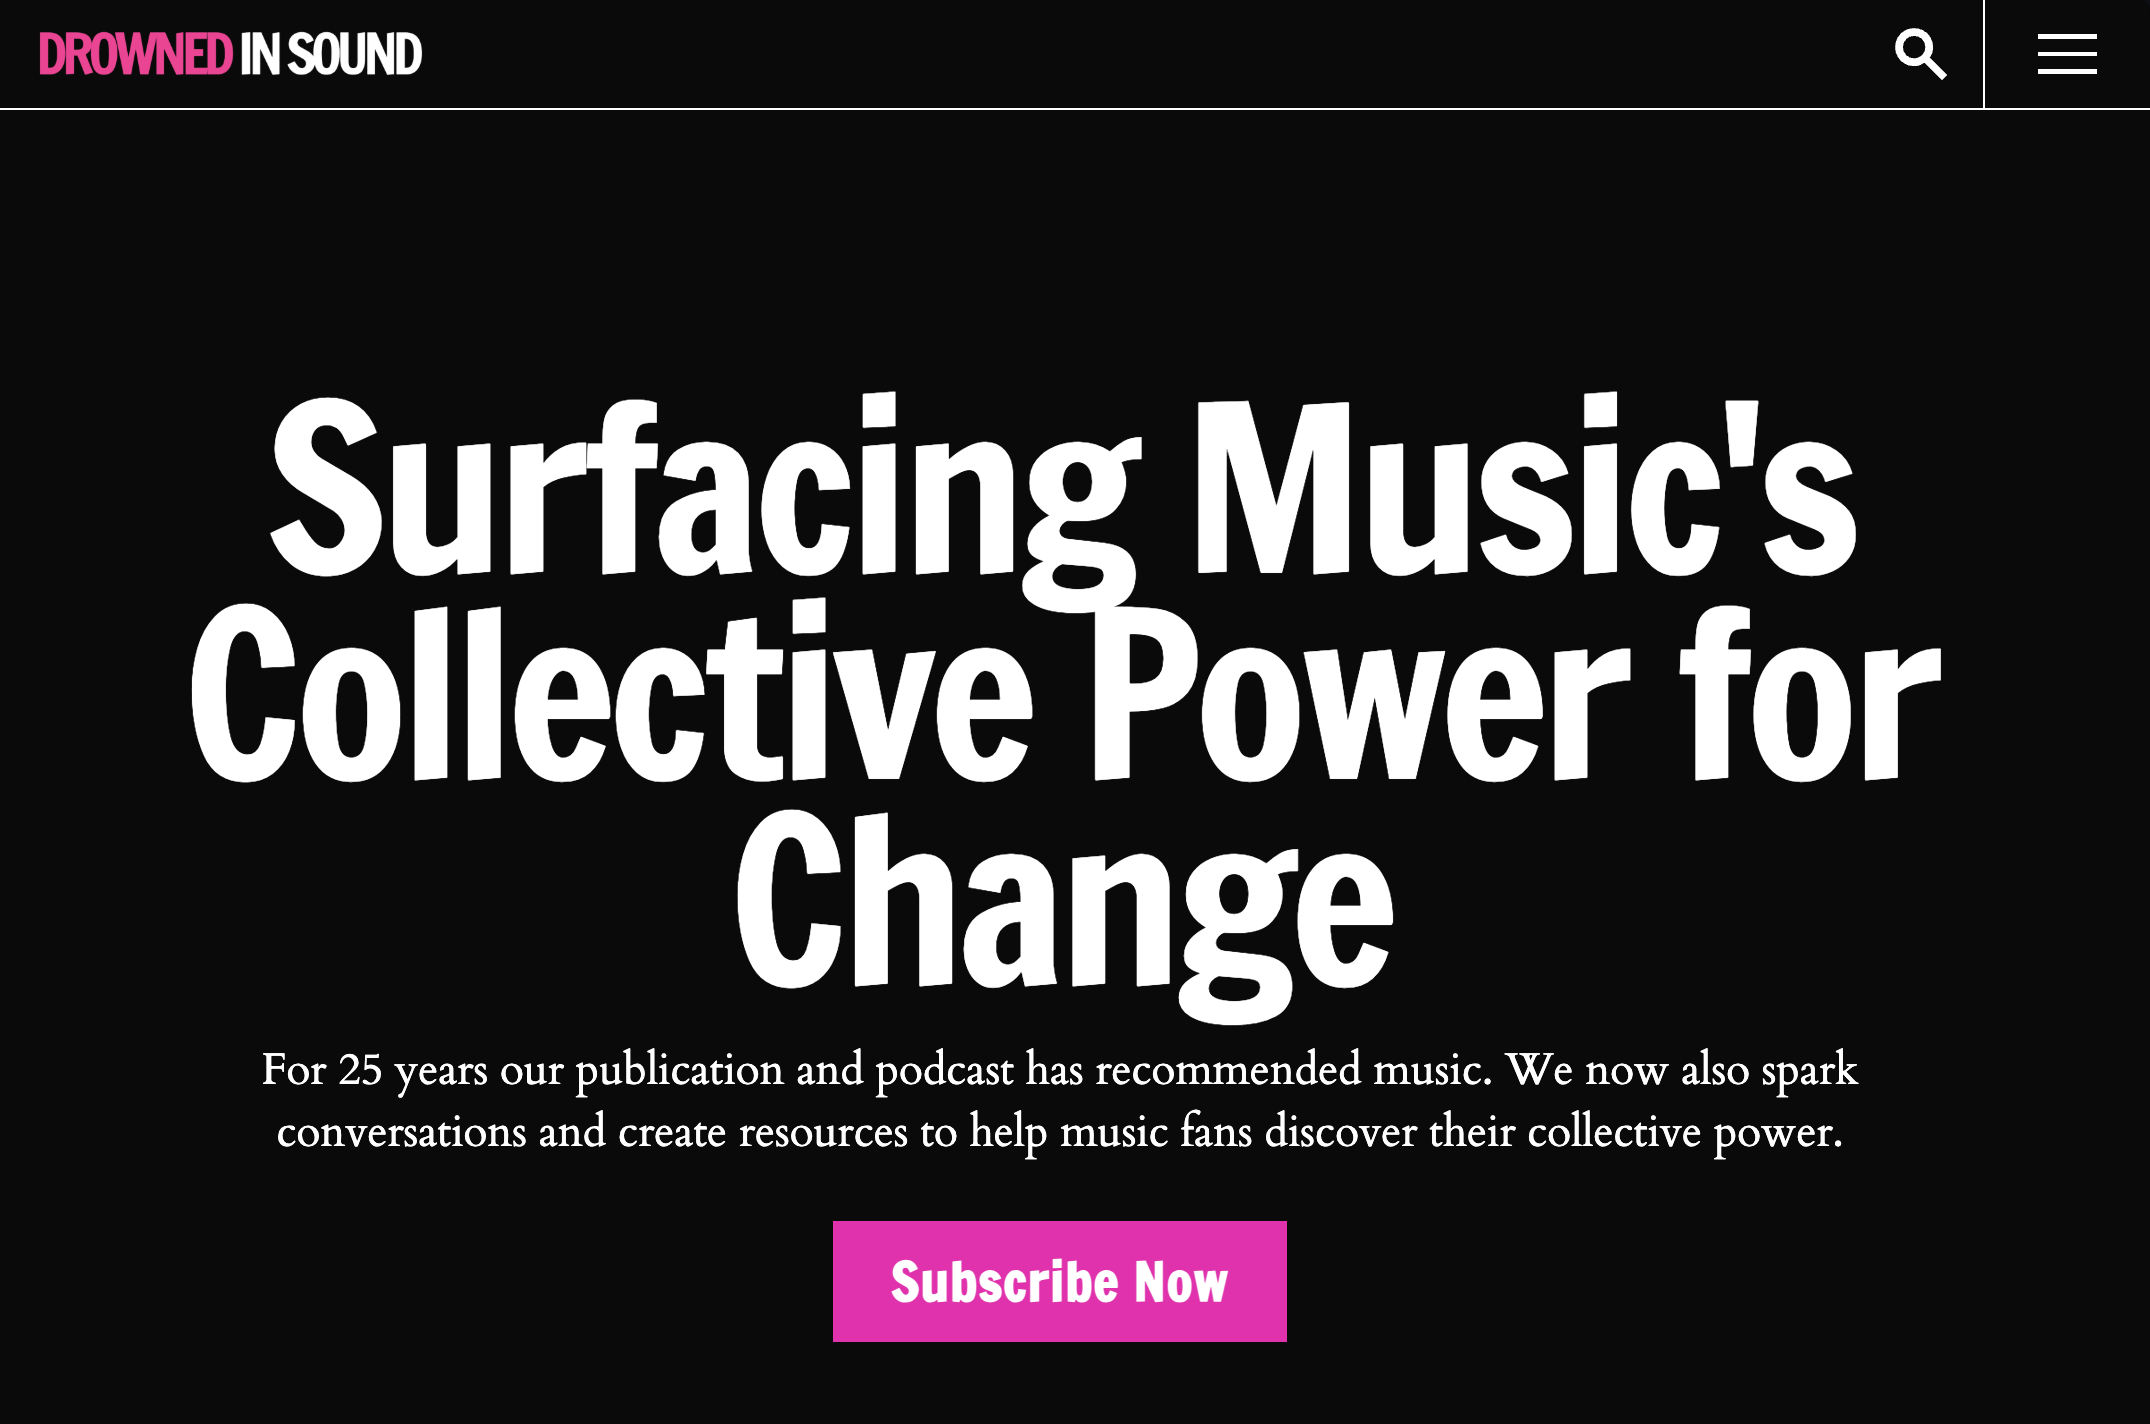 DROWNED IN SOUND
Surfacing Music's
Collective Power for
Change
For 25 years our publication and podcast has recommended music. We now also spark
conversations and create resources to help music fans discover their collective power.
Subscribe Now